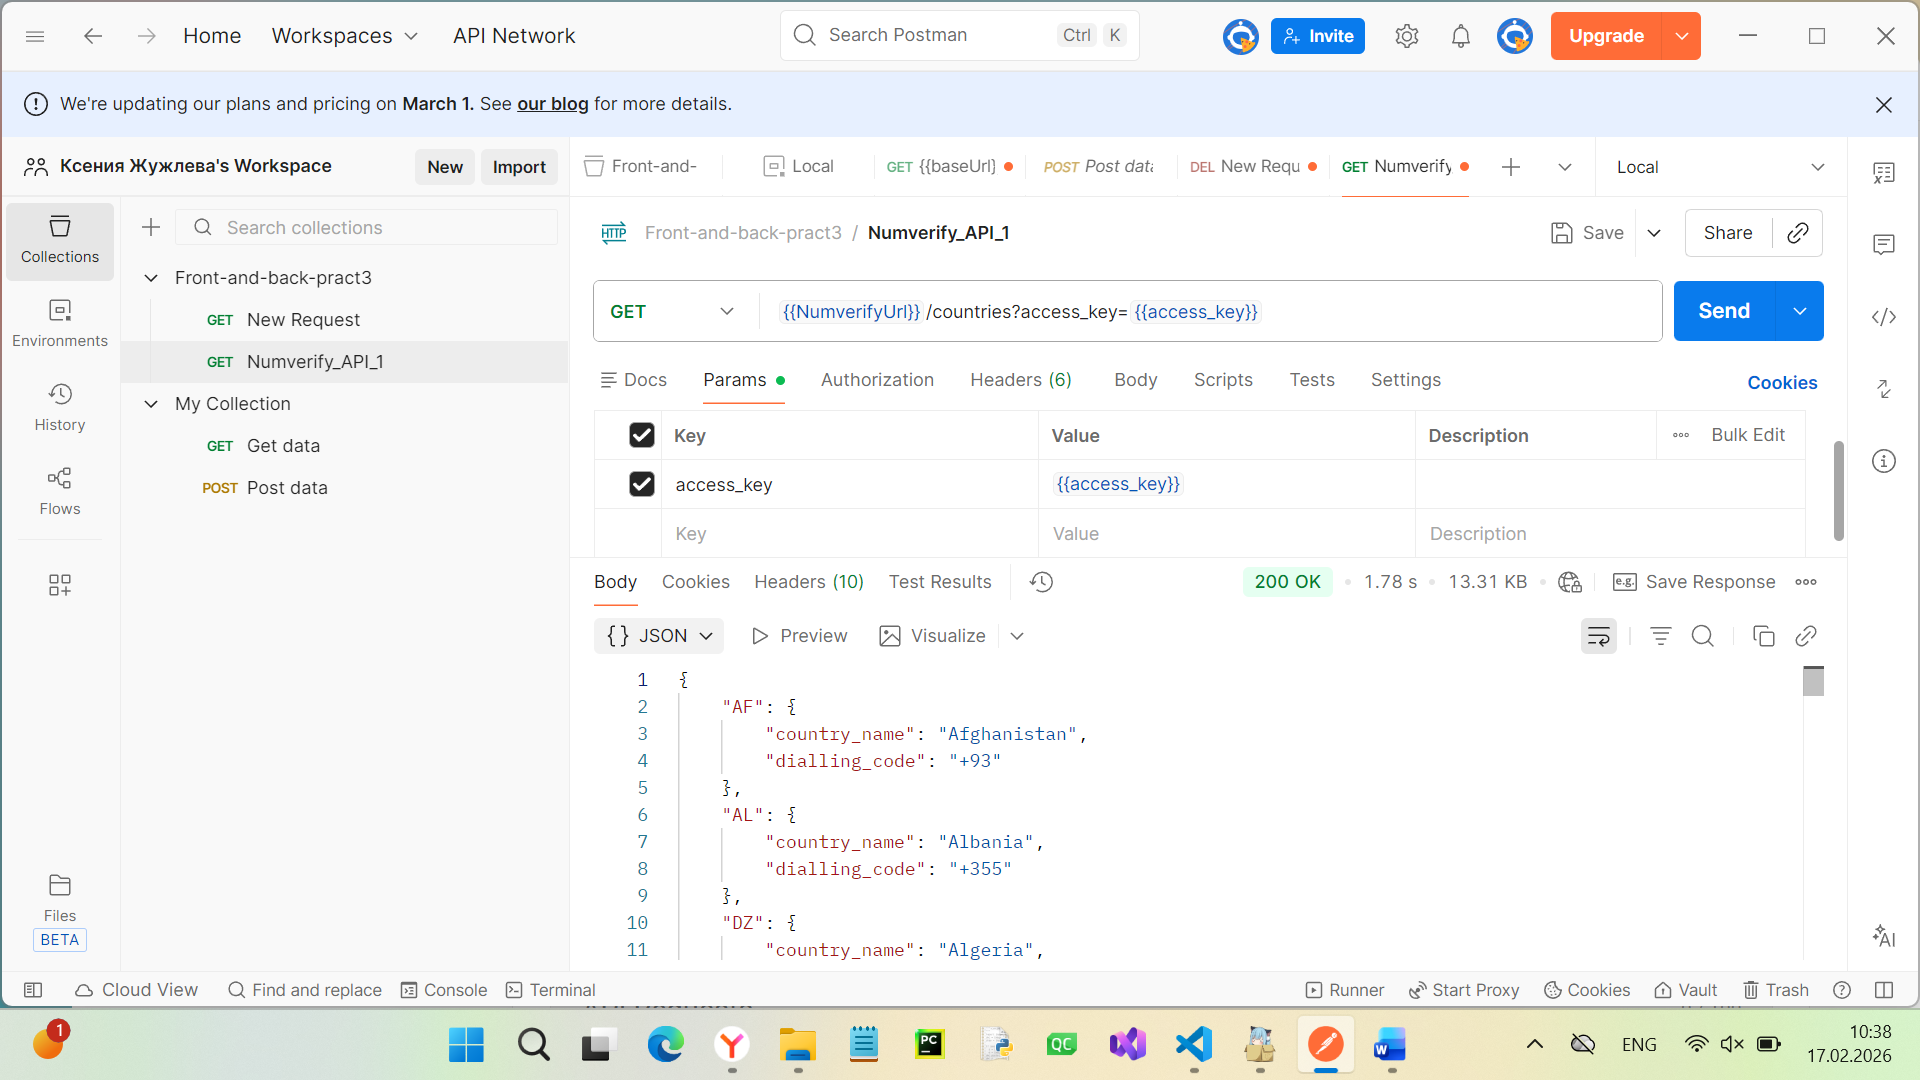 Home Workspaces API Network Search Postman Ctrl K Invite Upgrade
We're updating our plans and pricing on March 1. See our blog for more details.
Ксения Жужлева's Workspace New Import
Front-and- Local GET {{baseUrl} POST Post data DEL New Requ GET Numverify Local
Collections
Environments
History
Flows
Files
BETA
Search collections
Front-and-back-pract3
GET New Request
GET Numverify_API_1
My Collection
GET Get data
POST Post data
HTTP Front-and-back-pract3 / Numverify_API_1 Save Share
GET {{NumverifyUrl}} /countries?access_key= {{access_key}} Send
Docs Params Authorization Headers (6) Body Scripts Tests Settings Cookies
Key Value Description Bulk Edit
access_key {{access_key}}
Key Value Description
Body Cookies Headers (10) Test Results 200 OK 1.78 s 13.31 KB e.g. Save Response
{} JSON Preview Visualize
1 {
2 "AF": {
3 "country_name": "Afghanistan",
4 "dialling_code": "+93"
5 },
6 "AL": {
7 "country_name": "Albania",
8 "dialling_code": "+355"
9 },
10 "DZ": {
11 "country_name": "Algeria",
AI
Cloud View Find and replace Console Terminal Runner Start Proxy Cookies Vault Trash
1 PC QC W ENG 10:38
17.02.2026